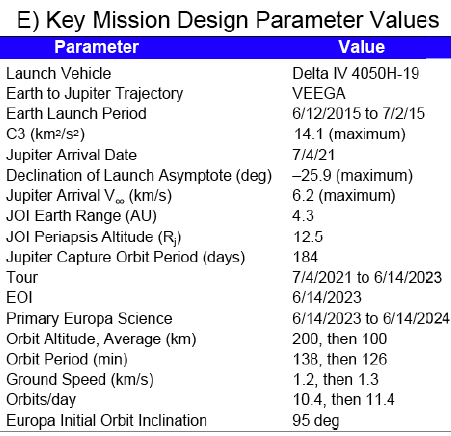 E) Key Mission Design Parameter Values
Parameter Value
Launch Vehicle Delta IV 4050H-19
Earth to Jupiter Trajectory VEEGA
Earth Launch Period 6/12/2015 to 7/2/15
C3 (km²/s²) 14.1 (maximum)
Jupiter Arrival Date 7/4/21
Declination of Launch Asymptote (deg) –25.9 (maximum)
Jupiter Arrival V∞ (km/s) 6.2 (maximum)
JOI Earth Range (AU) 4.3
JOI Periapsis Altitude (Rj) 12.5
Jupiter Capture Orbit Period (days) 184
Tour 7/4/2021 to 6/14/2023
EOI 6/14/2023
Primary Europa Science 6/14/2023 to 6/14/2024
Orbit Altitude, Average (km) 200, then 100
Orbit Period (min) 138, then 126
Ground Speed (km/s) 1.2, then 1.3
Orbits/day 10.4, then 11.4
Europa Initial Orbit Inclination 95 deg